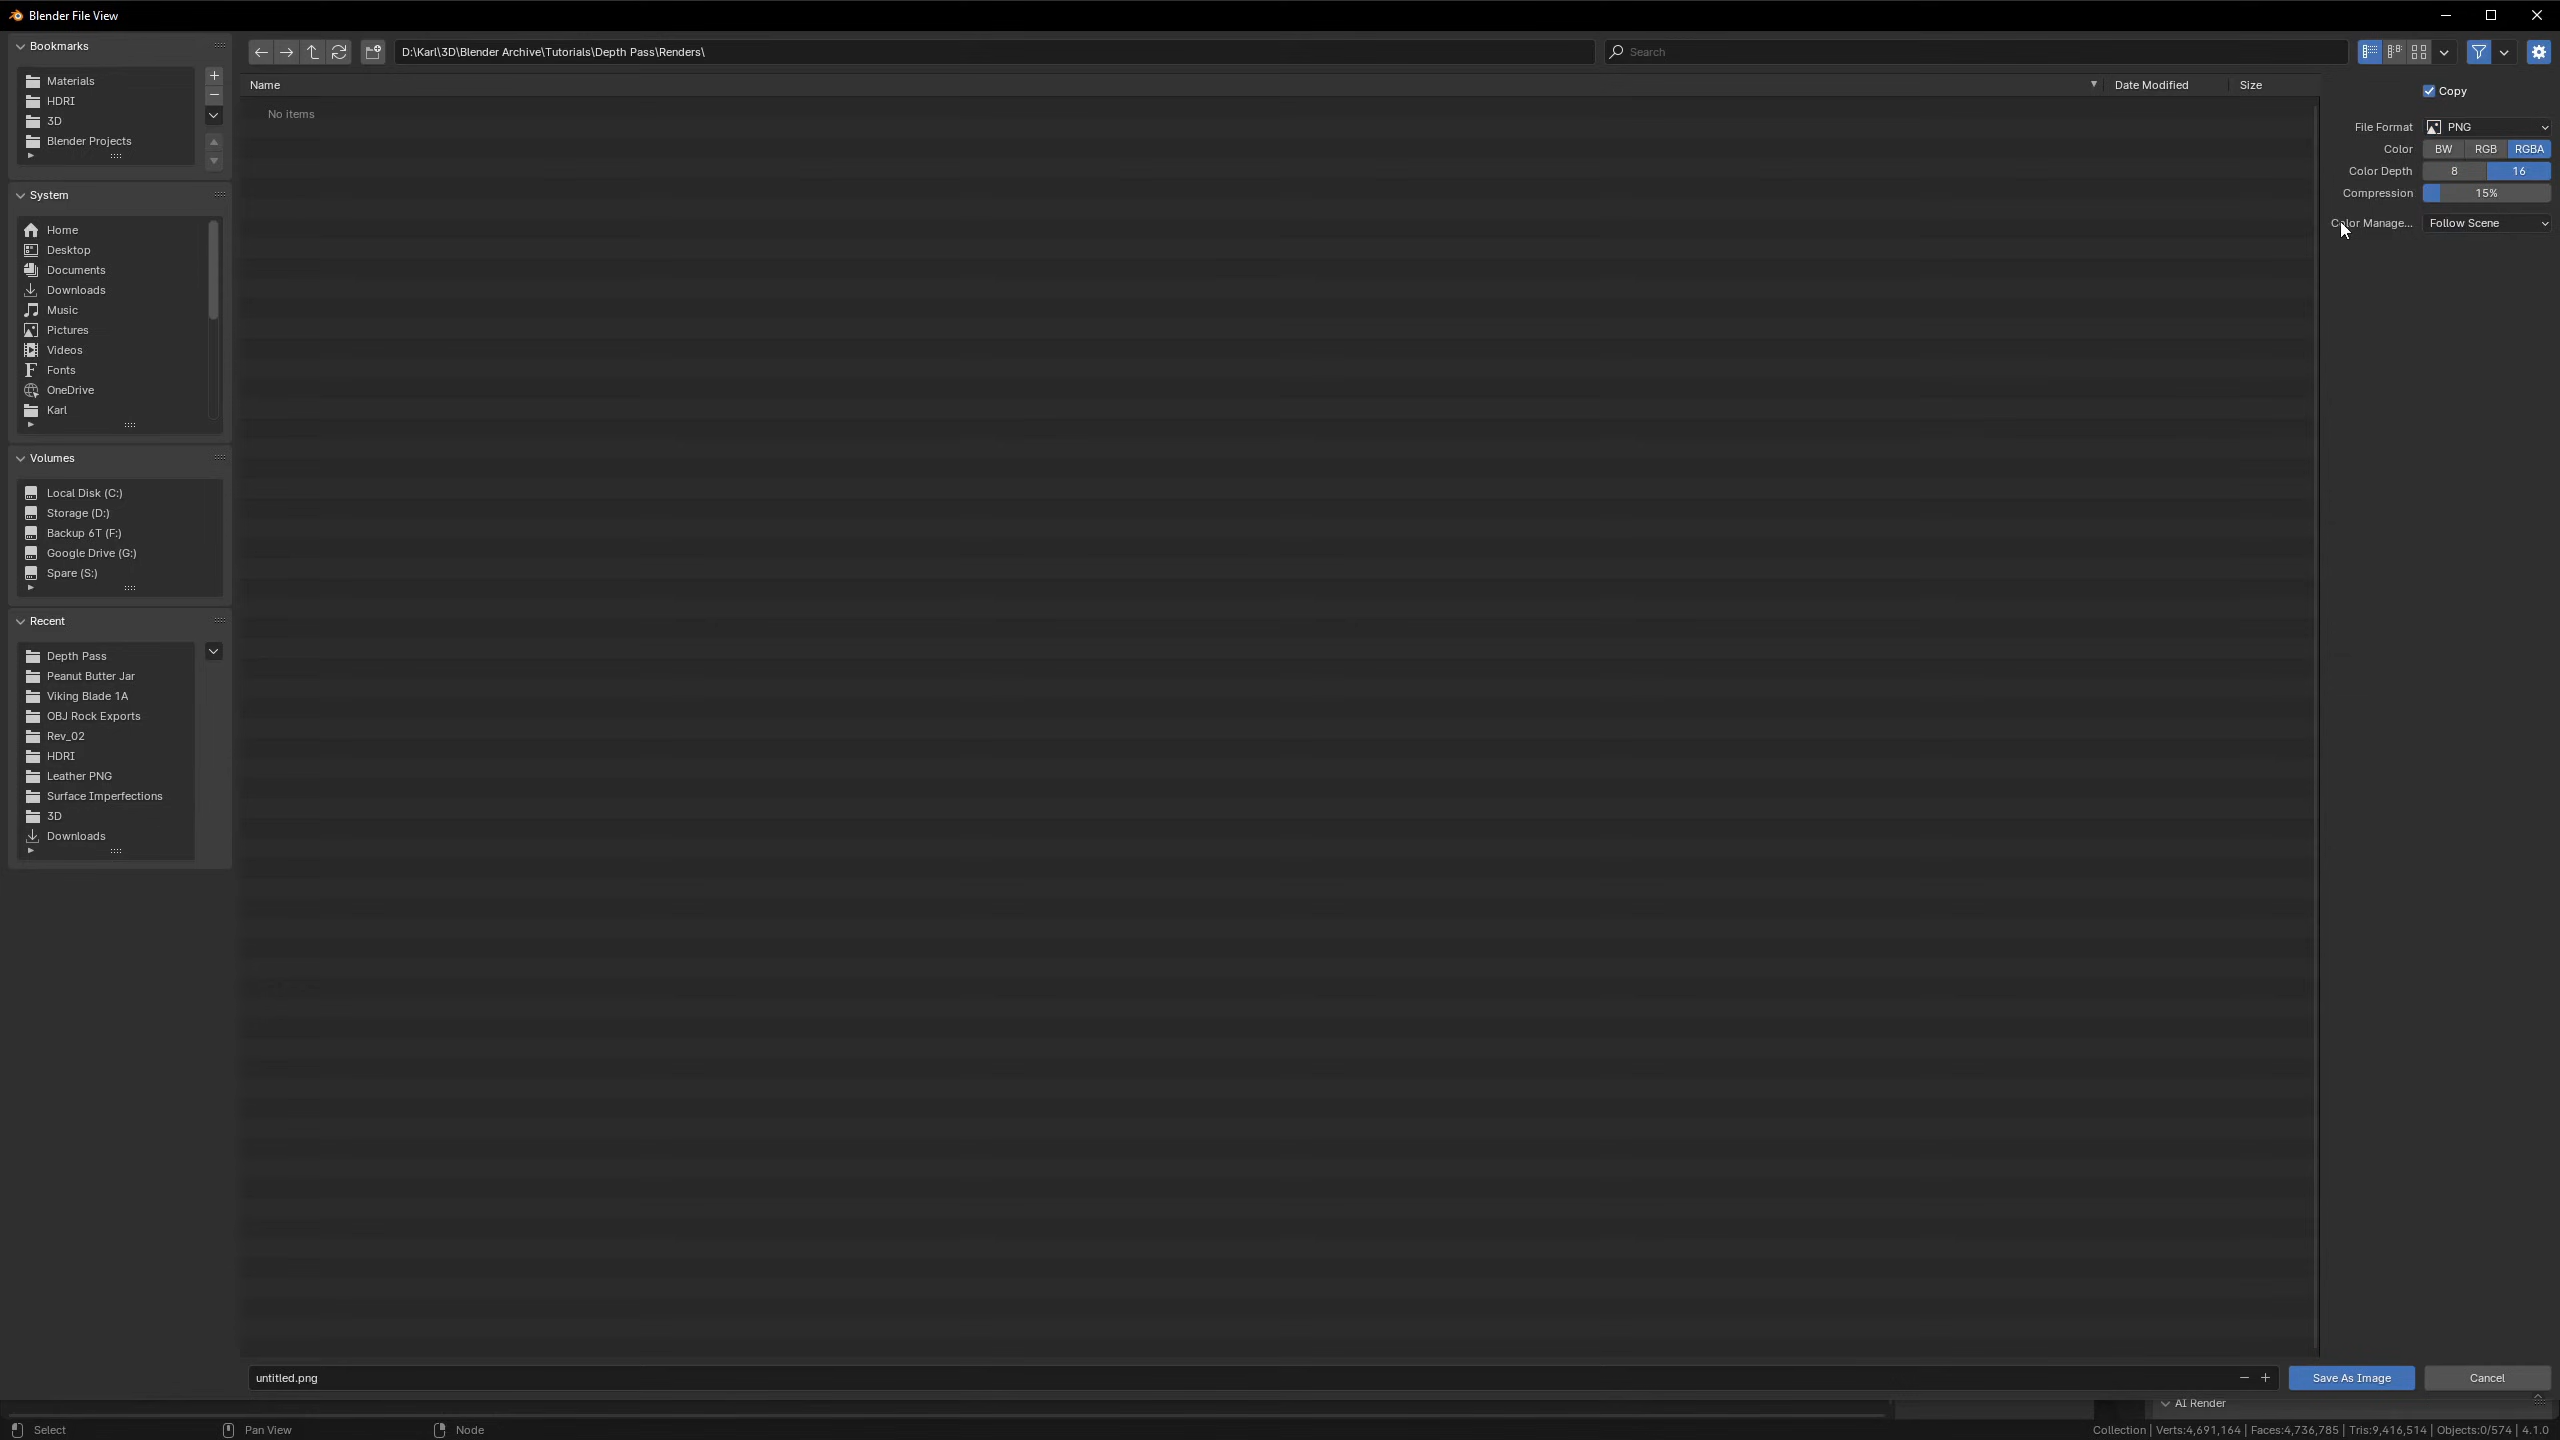 Blender File View
Bookmarks
Materials
HDRI
3D
Blender Projects
System
Home
Desktop
Documents
Downloads
Music
Pictures
Videos
Fonts
OneDrive
Karl
Volumes
Local Disk (C:)
Storage (D:)
Backup 6T (F:)
Google Drive (G:)
Spare (S:)
Recent
Depth Pass
Peanut Butter Jar
Viking Blade 1A
OBJ Rock Exports
Rev_02
HDRI
Leather PNG
Surface Imperfections
3D
Downloads
D:\Karl\3D\Blender Archive\Tutorials\Depth Pass\Renders\
Search
Name Date Modified Size
No items
Copy
File Format PNG
Color BW RGB RGBA
Color Depth 8 16
Compression 15%
Color Manage... Follow Scene
untitled.png
Save As Image Cancel
AI Render
Select Pan View Node
Collection | Verts:4,691,164 | Faces:4,736,785 | Tris:9,416,514 | Objects:0/574 | 4.1.0